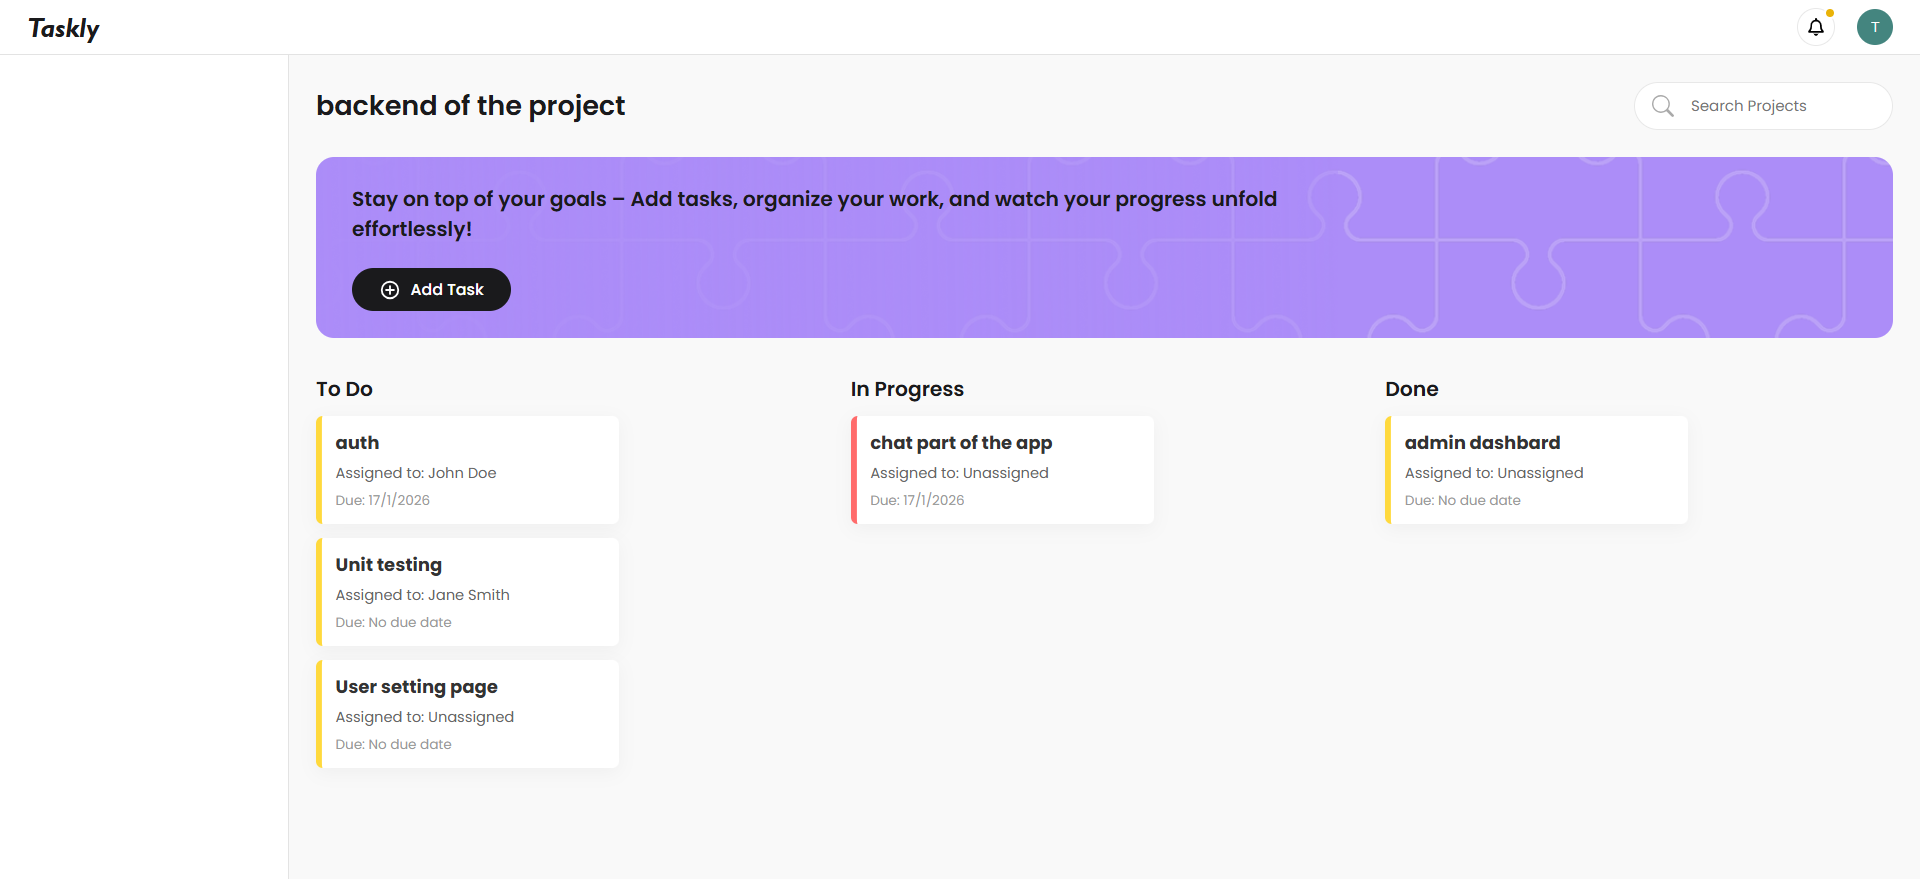 Taskly
T
backend of the project
Search Projects
Stay on top of your goals – Add tasks, organize your work, and watch your progress unfold
effortlessly!
Add Task
To Do
auth
Assigned to: John Doe
Due: 17/1/2026
Unit testing
Assigned to: Jane Smith
Due: No due date
User setting page
Assigned to: Unassigned
Due: No due date
In Progress
chat part of the app
Assigned to: Unassigned
Due: 17/1/2026
Done
admin dashbard
Assigned to: Unassigned
Due: No due date